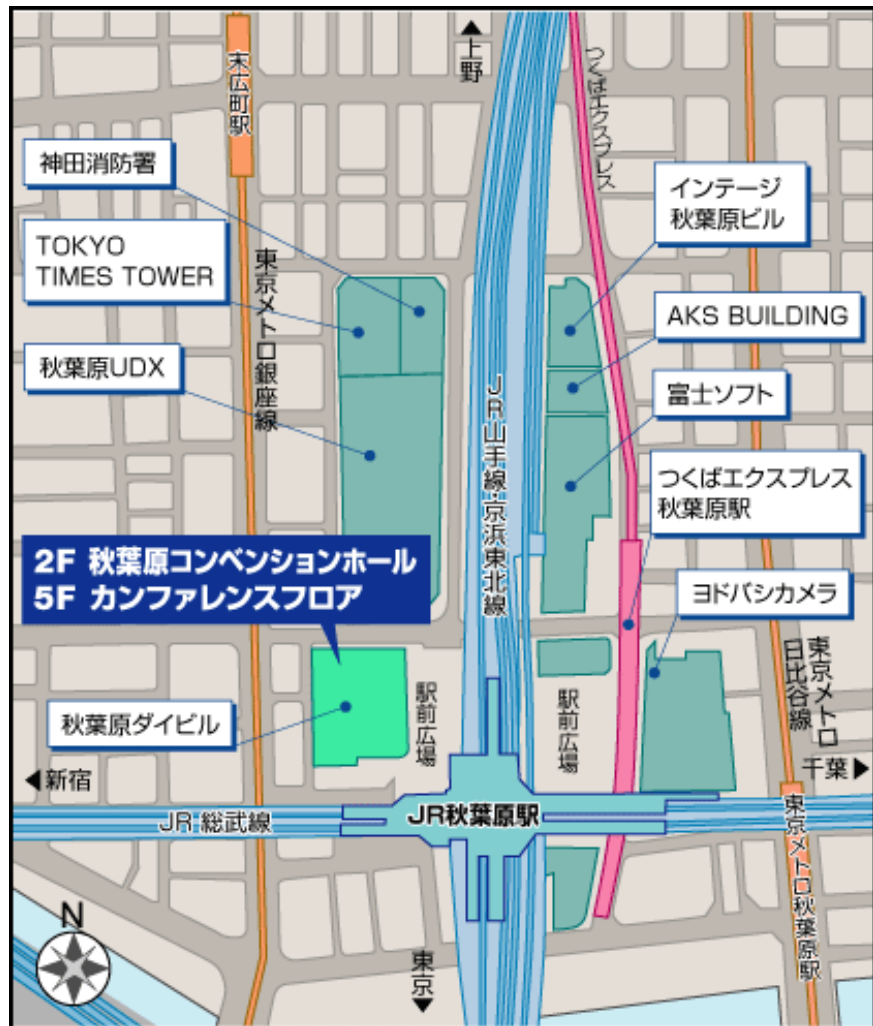 ▲上野
末広町駅
つくばエクスプレス
神田消防署
インテージ
秋葉原ビル
TOKYO
TIMES TOWER
東京メトロ銀座線
AKS BUILDING
秋葉原UDX
富士ソフト
JR山手線・京浜東北線
つくばエクスプレス
秋葉原駅
2F 秋葉原コンベンションホール
5F カンファレンスフロア
ヨドバシカメラ
東京メトロ
日比谷線
秋葉原ダイビル
駅前広場
駅前広場
◀新宿
千葉▶
JR 総武線
JR秋葉原駅
東京メトロ秋葉原駅
N
東京▼